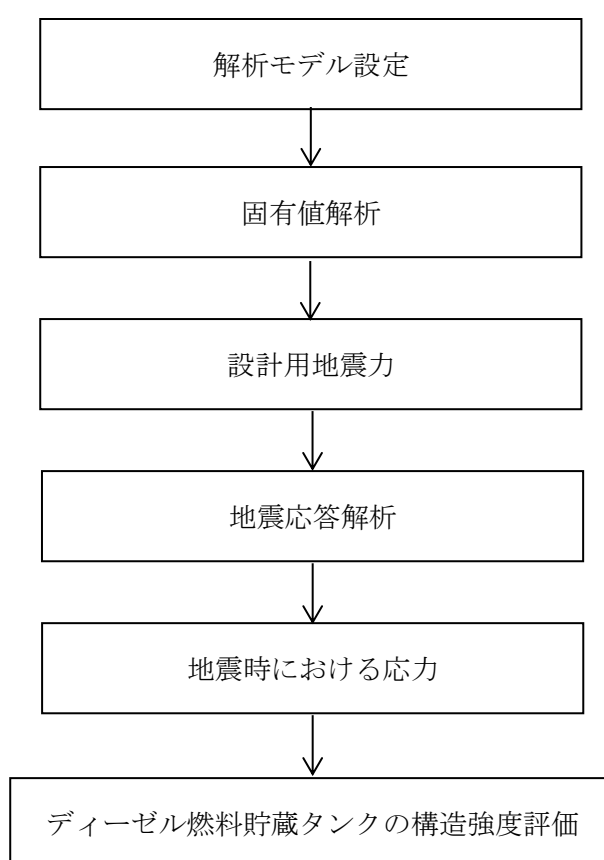 解析モデル設定
固有値解析
設計用地震力
地震応答解析
地震時における応力
ディーゼル燃料貯蔵タンクの構造強度評価